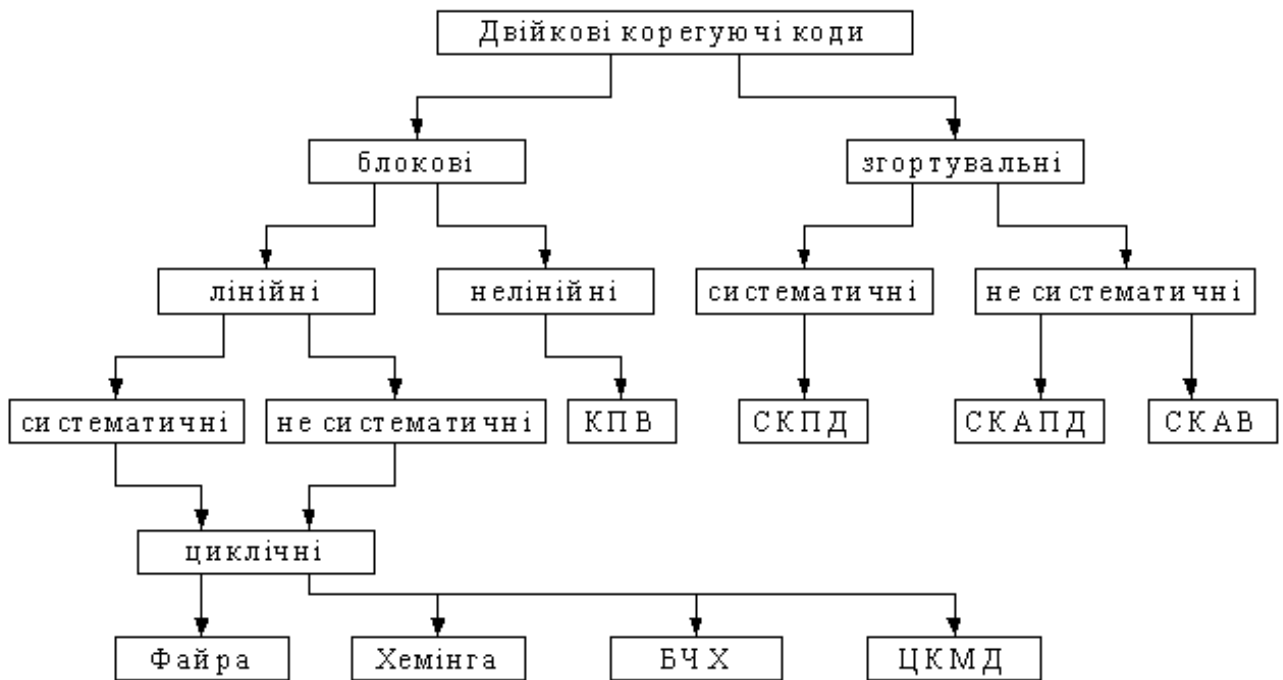 Двійкові корегуючі коди
блокові
згортувальні
лінійні
нелінійні
систематичні
не систематичні
систематичні
не систематичні
КПВ
СКПД
СКАПД
СКАВ
циклічні
Файра
Хемінга
БЧХ
ЦКМД